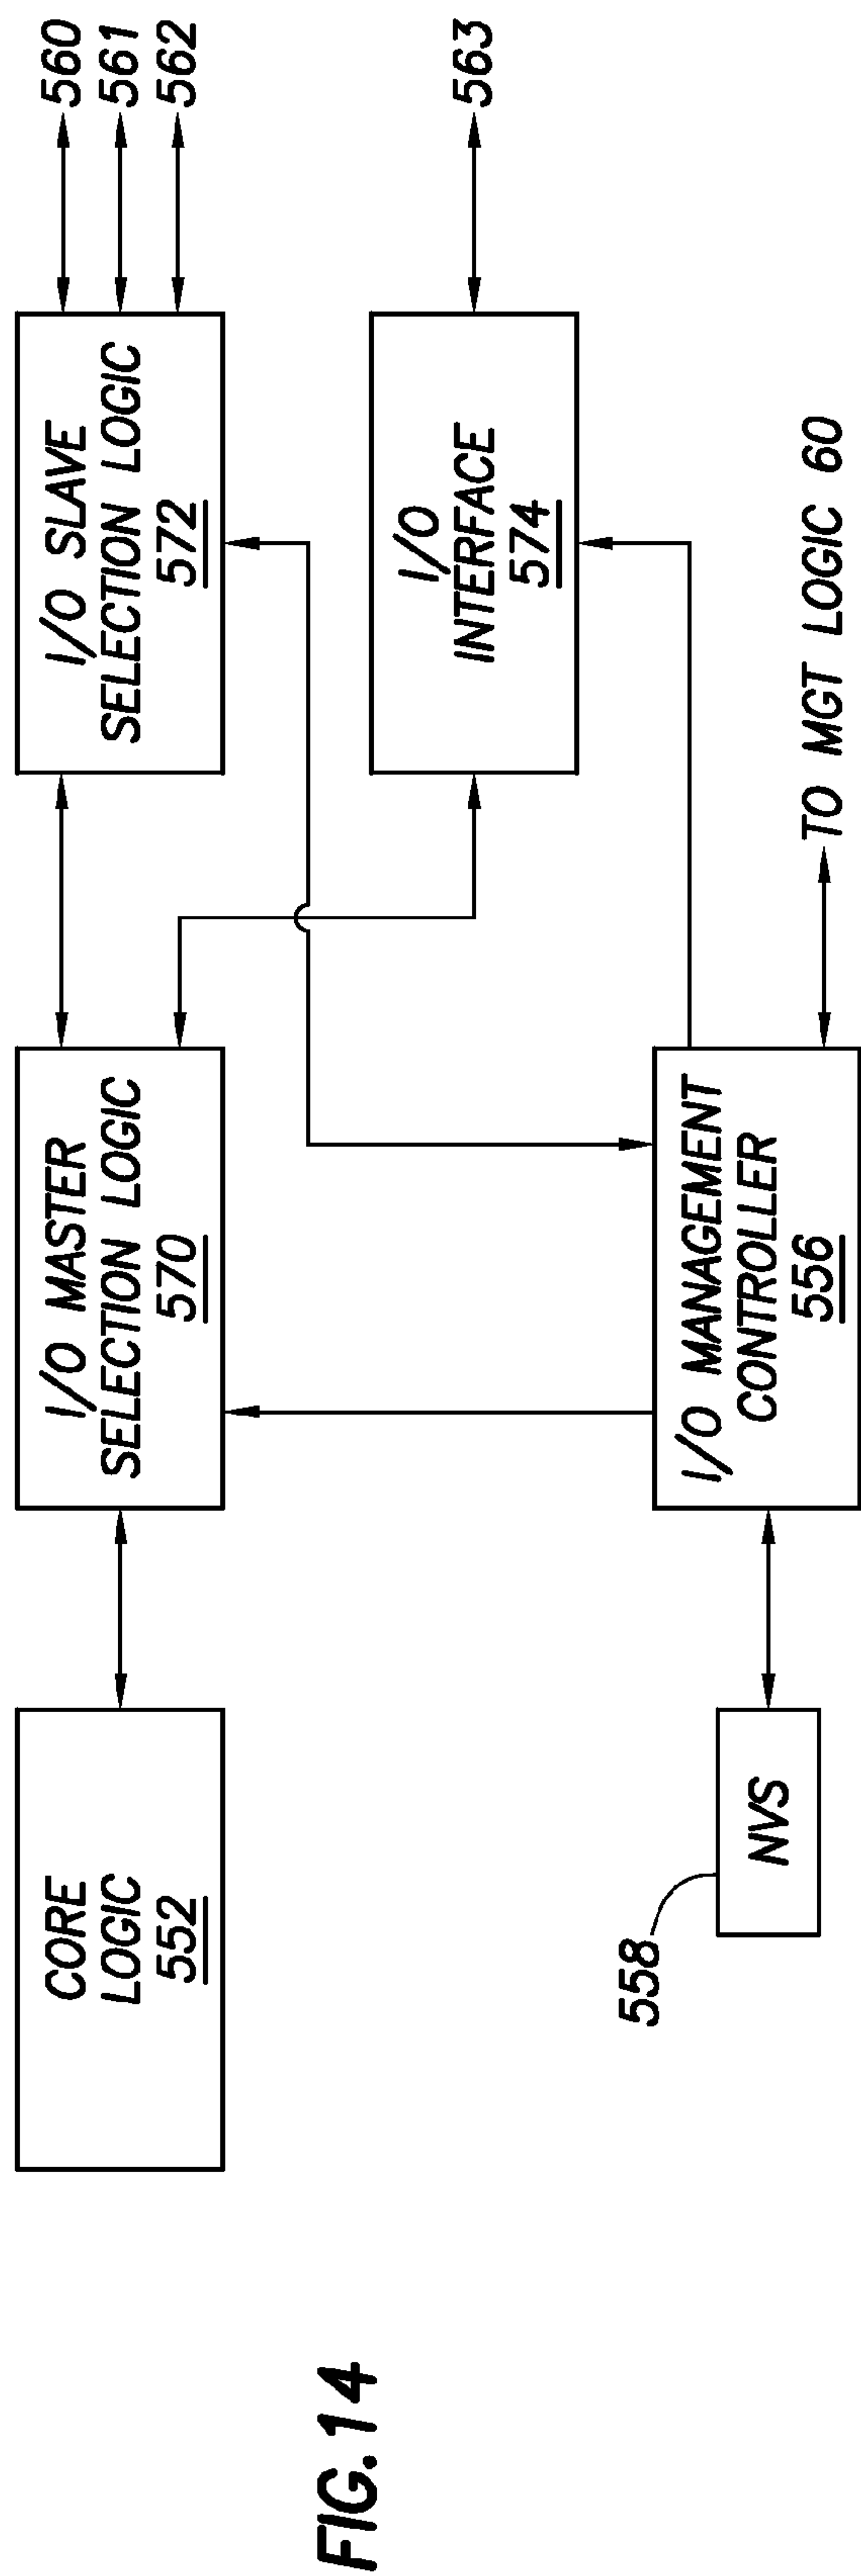 560
561
562
I/O SLAVE
SELECTION LOGIC
572
563
I/O
INTERFACE
574
TO MGT LOGIC 60
I/O MASTER
SELECTION LOGIC
570
I/O MANAGEMENT
CONTROLLER
556
CORE
LOGIC
552
NVS
558
FIG.14